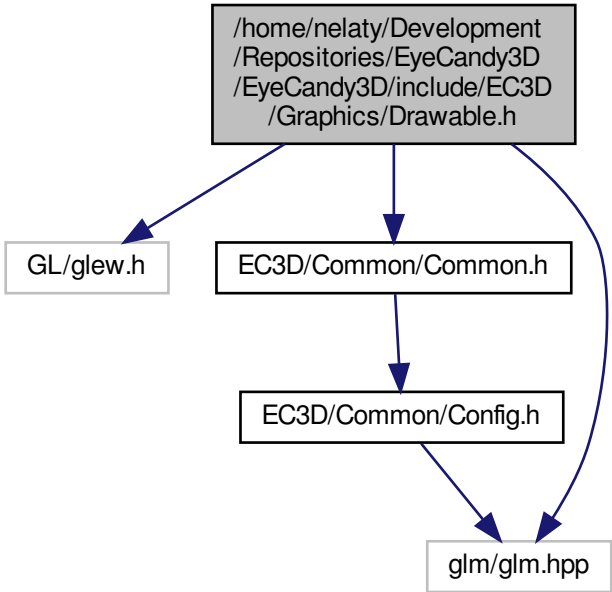 /home/nelaty/Development
/Repositories/EyeCandy3D
/EyeCandy3D/include/EC3D
/Graphics/Drawable.h
GL/glew.h
EC3D/Common/Common.h
EC3D/Common/Config.h
glm/glm.hpp